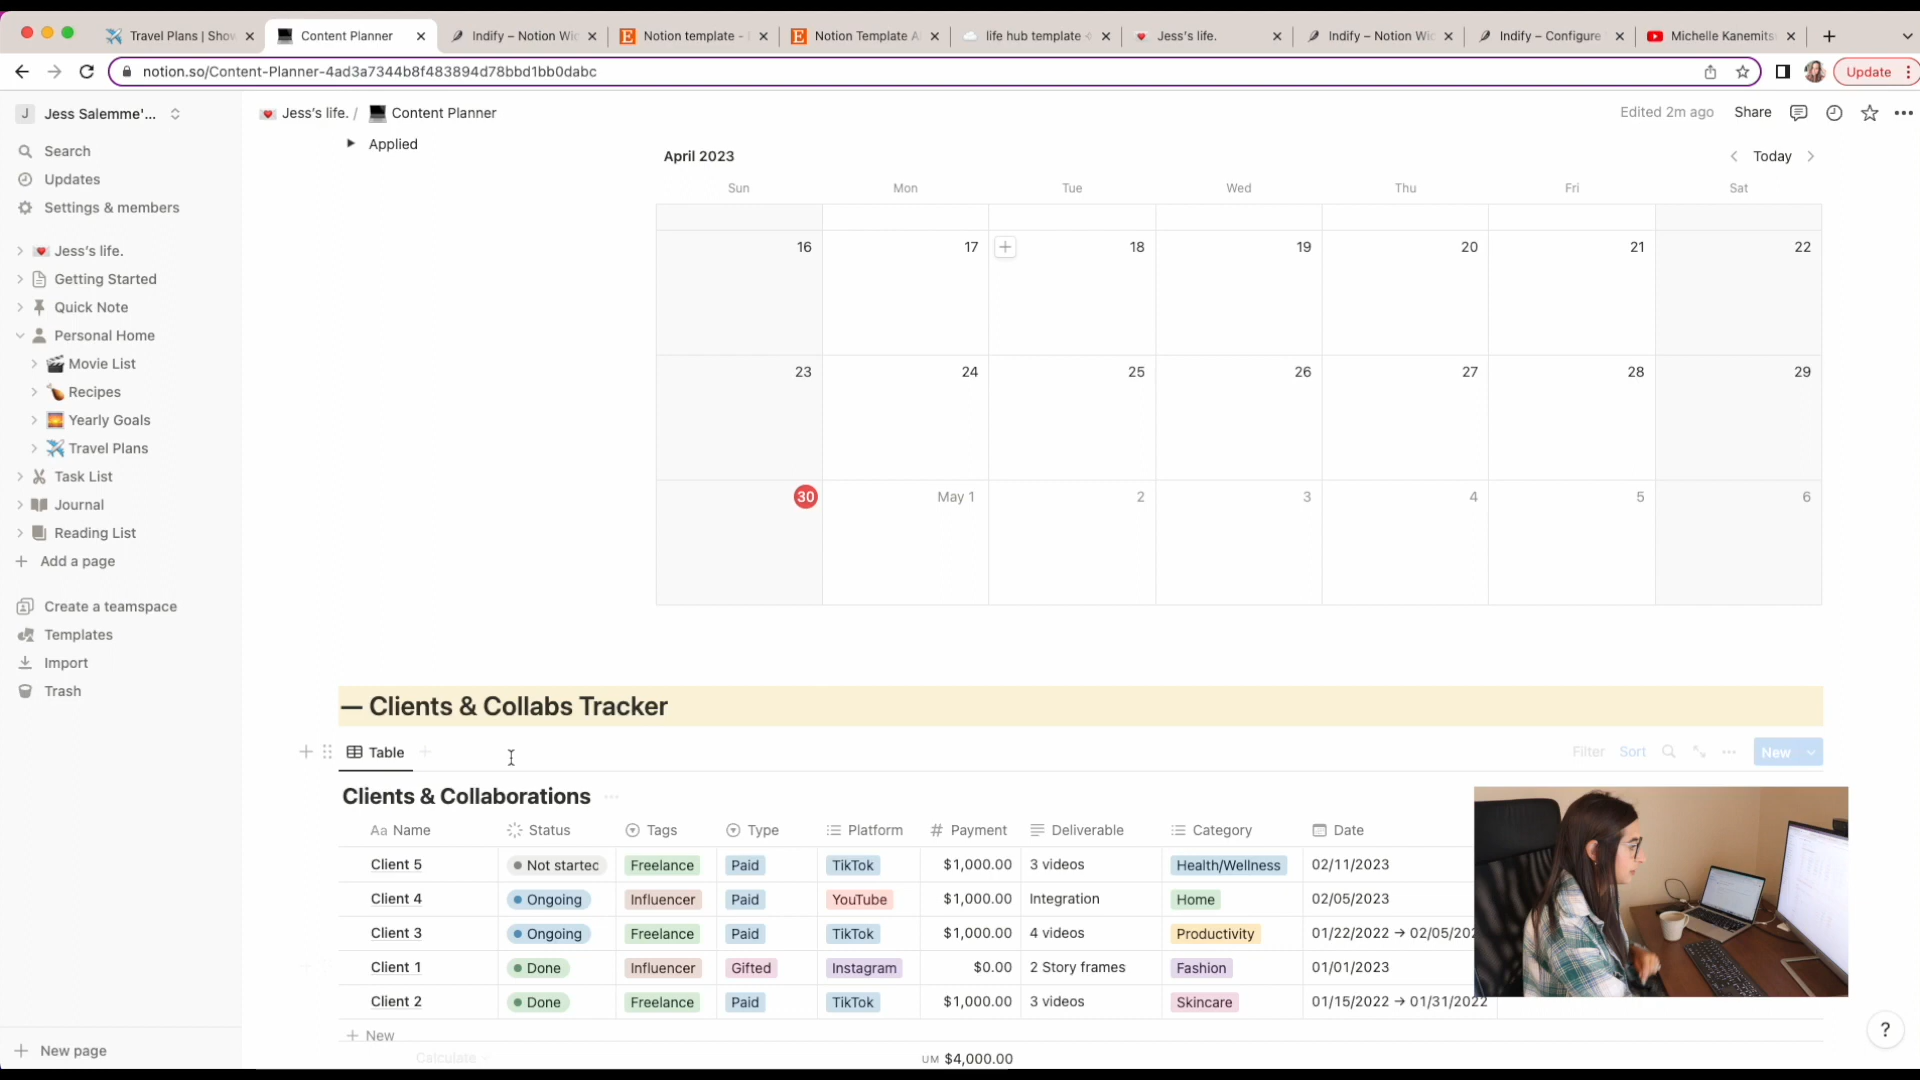 Travel Plans | Show
Content Planner
Indify – Notion Wi
Notion template -
Notion Template A
life hub template
Jess's life.
Indify – Notion Wi
Indify – Configure
Michelle Kanemits
notion.so/Content-Planner-4ad3a7344b8f483894d78bbd1bb0dabc
Update
J Jess Salemme'...
Jess's life. / Content Planner
Edited 2m ago Share
Search
Updates
Settings & members
Jess's life.
Getting Started
Quick Note
Personal Home
Movie List
Recipes
Yearly Goals
Travel Plans
Task List
Journal
Reading List
Add a page
Create a teamspace
Templates
Import
Trash
New page
Applied
April 2023 Today
Sun Mon Tue Wed Thu Fri Sat
16 17 18 19 20 21 22
23 24 25 26 27 28 29
30 May 1 2 3 4 5 6
— Clients & Collabs Tracker
Table Filter Sort New
Clients & Collaborations
Aa Name Status Tags Type Platform # Payment Deliverable Category Date
Client 5 Not started Freelance Paid TikTok $1,000.00 3 videos Health/Wellness 02/11/2023
Client 4 Ongoing Influencer Paid YouTube $1,000.00 Integration Home 02/05/2023
Client 3 Ongoing Freelance Paid TikTok $1,000.00 4 videos Productivity 01/22/2022 → 02/05/202
Client 1 Done Influencer Gifted Instagram $0.00 2 Story frames Fashion 01/01/2023
Client 2 Done Freelance Paid TikTok $1,000.00 3 videos Skincare 01/15/2022 → 01/31/2022
New
Calculate UM $4,000.00
?